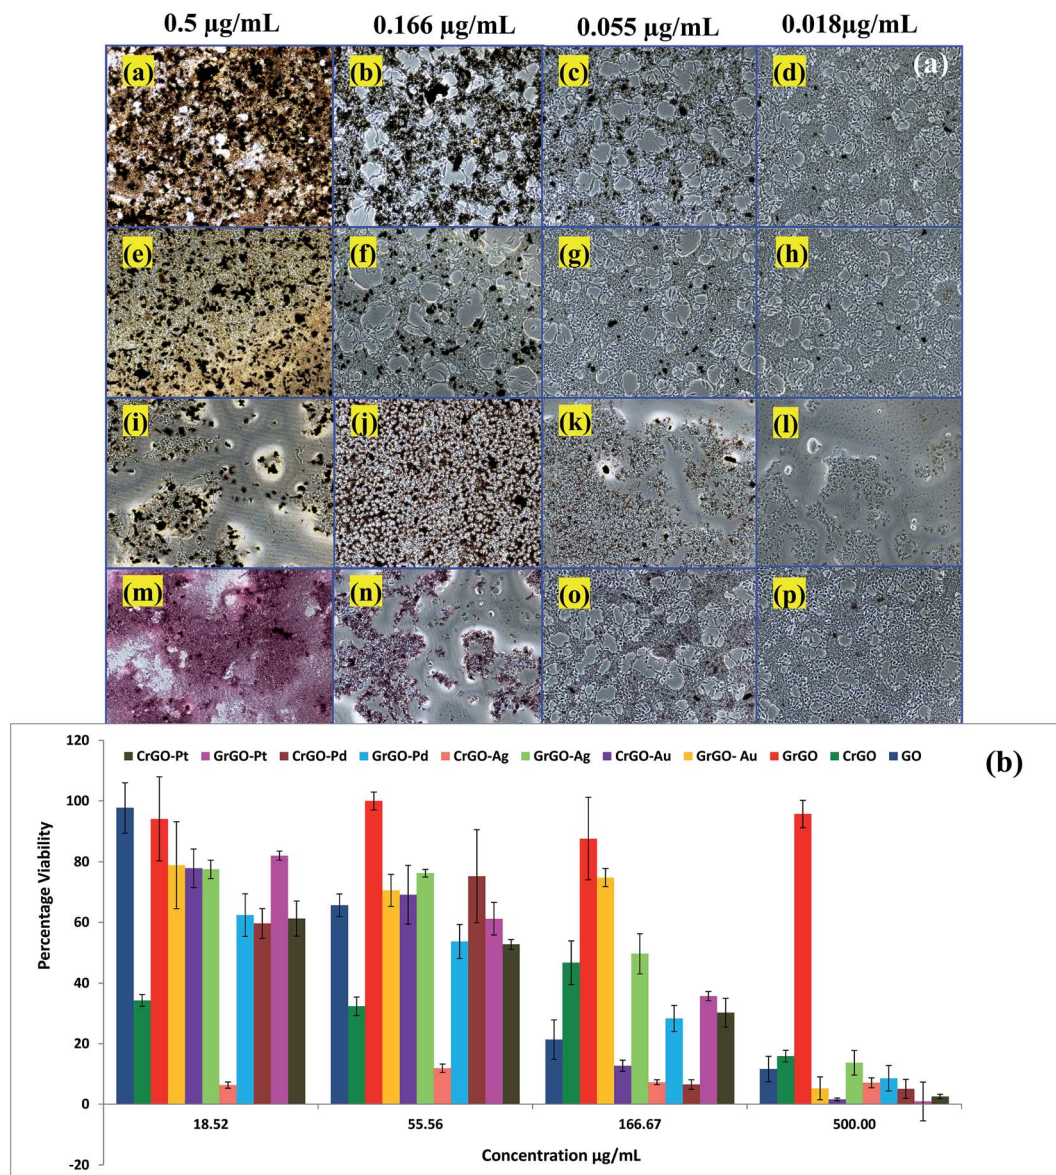 0.5 µg/mL 0.166 µg/mL 0.055 µg/mL 0.018µg/mL
(a) (b) (c) (d) (a)
(e) (f) (g) (h)
(i) (j) (k) (l)
(m) (n) (o) (p)
120
CrGO-Pt GrGO-Pt CrGO-Pd GrGO-Pd CrGO-Ag GrGO-Ag CrGO-Au GrGO- Au GrGO CrGO GO
(b)
100
80
60
40
20
0
-20
Percentage Viability
18.52 55.56 166.67 500.00
Concentration µg/mL